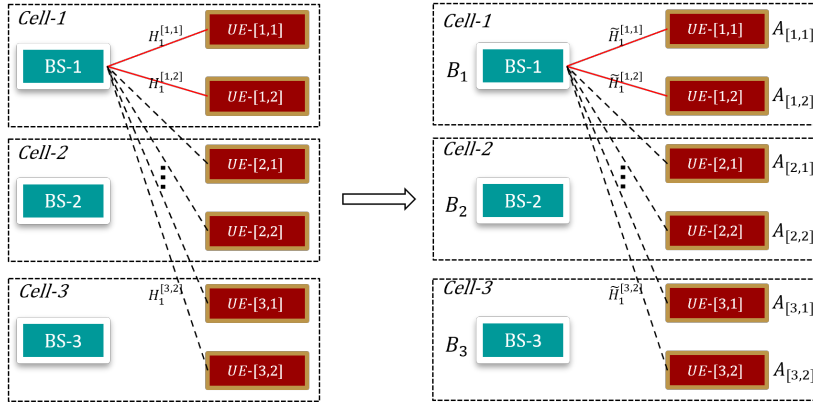 Cell-1
BS-1
H_1^{[1,1]}
UE-[1,1]
H_1^{[1,2]}
UE-[1,2]
Cell-2
BS-2
UE-[2,1]
UE-[2,2]
Cell-3
BS-3
H_1^{[3,2]}
UE-[3,1]
UE-[3,2]
Cell-1
B_1
BS-1
H̃_1^{[1,1]}
UE-[1,1]
A_{[1,1]}
H̃_1^{[1,2]}
UE-[1,2]
A_{[1,2]}
Cell-2
B_2
BS-2
UE-[2,1]
A_{[2,1]}
UE-[2,2]
A_{[2,2]}
Cell-3
B_3
BS-3
H̃_1^{[3,2]}
UE-[3,1]
A_{[3,1]}
UE-[3,2]
A_{[3,2]}